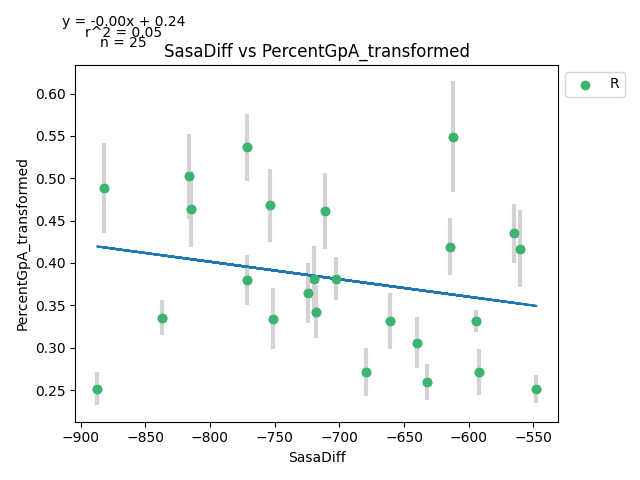 y = -0.00x + 0.24
r^2 = 0.05
n = 25
SasaDiff vs PercentGpA_transformed
R
PercentGpA_transformed
0.60
0.55
0.50
0.45
0.40
0.35
0.30
0.25
−900 −850 −800 −750 −700 −650 −600 −550
SasaDiff